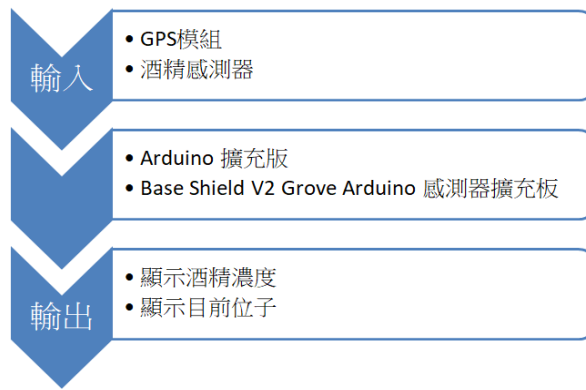 輸入
• GPS模組
• 酒精感測器
• Arduino 擴充版
• Base Shield V2 Grove Arduino 感測器擴充板
輸出
• 顯示酒精濃度
• 顯示目前位子